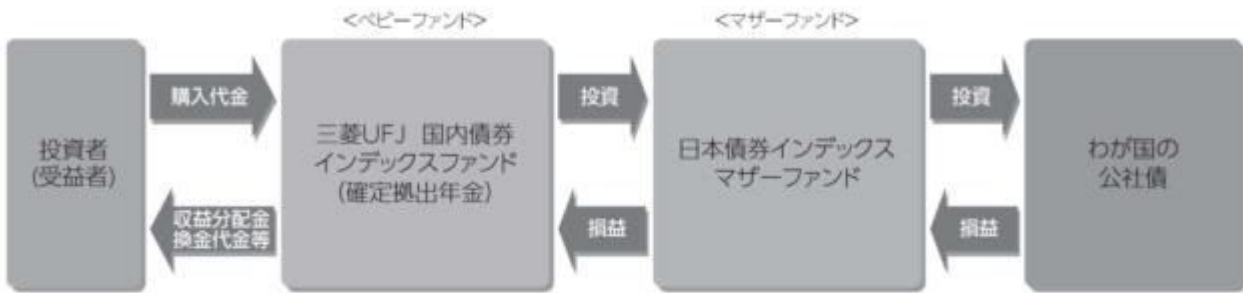 <ベビーファンド>
<マザーファンド>
投資者
(受益者)
購入代金
収益分配金
換金代金等
三菱UFJ 国内債券
インデックスファンド
(確定拠出年金)
投資
損益
日本債券インデックス
マザーファンド
投資
損益
わが国の
公社債